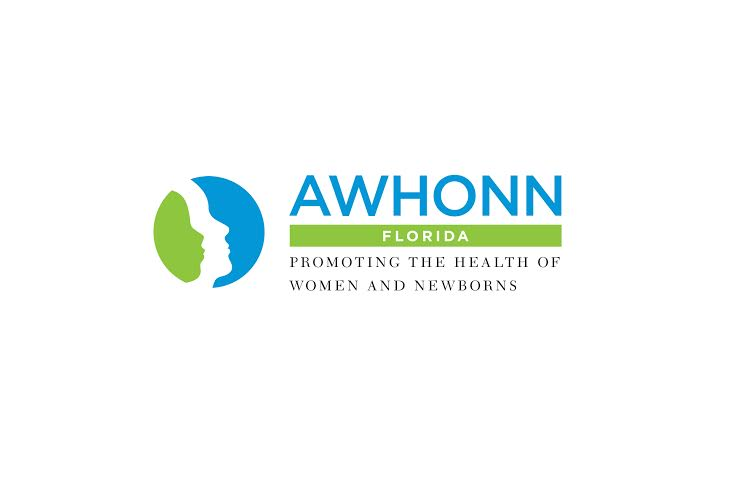 AWHONN
FLORIDA
PROMOTING THE HEALTH OF
WOMEN AND NEWBORNS